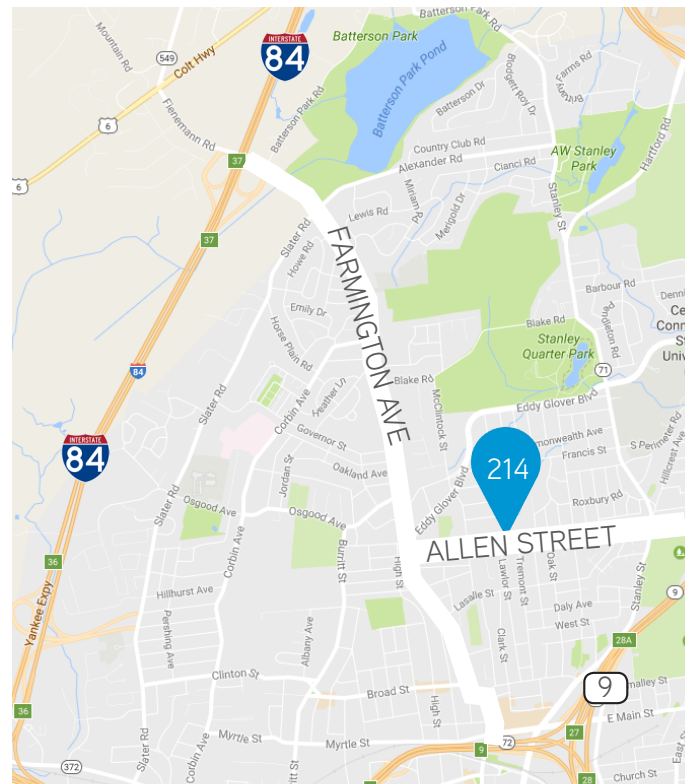 Batterson Park
Mountain Rd
INTERSTATE
84
Batterson Park Rd
549
Colt Hwy
Batterson Park Pond
Blodgett
Roy Dr
Farms Rd
Batterson Dr
Fienemann Rd
6
Batterson Park Rd
Country Club Rd
AW Stanley
Park
Hartford Rd
37
Alexander Rd
Cianci Rd
6
Miriam
Merigold Dr
Stanley St
Lewis Rd
Slater Rd
37
Howe Rd
FARMINGTON AVE
Barbour Rd
Emily Dr
Pendleton Rd
Blake Rd
Horse Plain Rd
Stanley
Quarter Park
84
Blake Rd
71
Corbin Ave
Heather Ln
McClintock St
Eddy Glover Blvd
Slater Rd
INTERSTATE
84
Governor St
Francis St
S Perimeter Rd
Hillcrest Ave
Jordan St
Oakland Ave
214
Slater Rd
Eddy Glover Blvd
Roxbury Rd
Osgood Ave
Osgood Ave
ALLEN STREET
Corbin Ave
Burritt St
High St
Lawlor St
Tremont St
Oak St
36
Stanley St
Yankee Expy
Hillhurst Ave
Lasalle St
9
Pershing Ave
Daly Ave
West St
Albany Ave
Clark St
28A
Clinton St
Broad St
9
36
High St
E Main St
Slater Rd
Myrtle St
Myrtle St
9
72
27
372
Corbin Ave
28
Church St